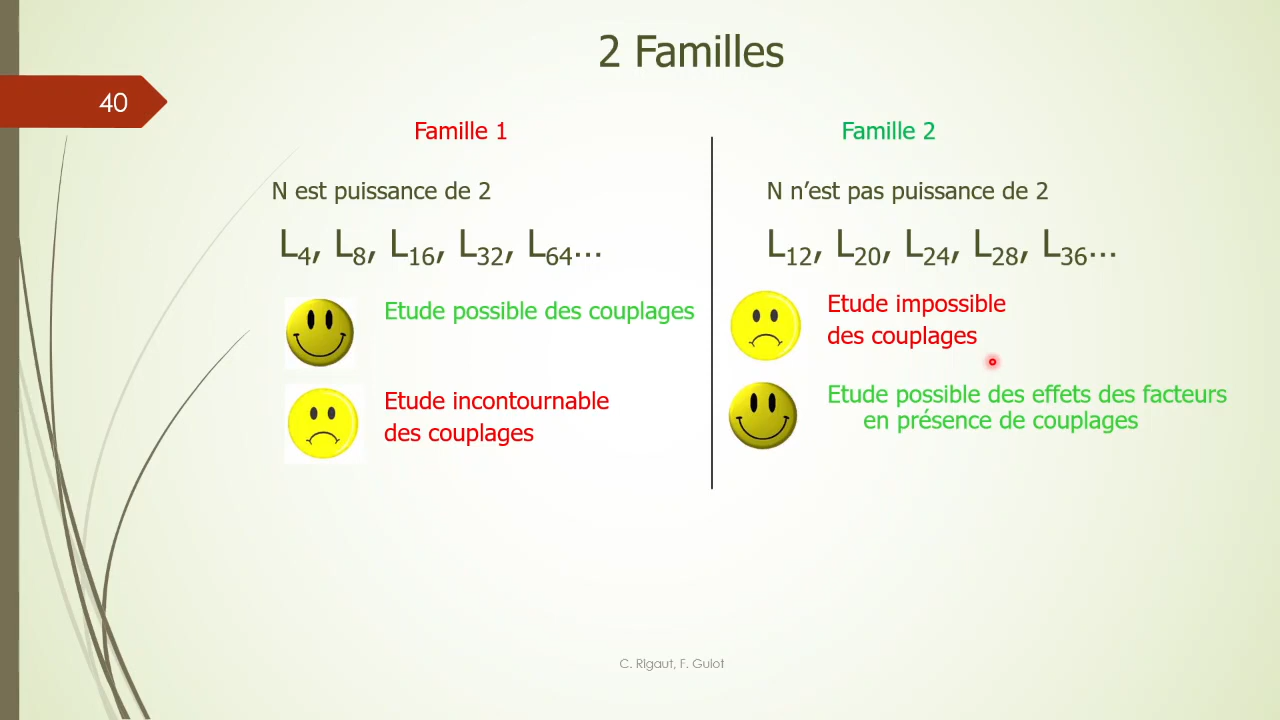 2 Familles
40
Famille 1
N est puissance de 2
L4, L8, L16, L32, L64...
Etude possible des couplages
Etude incontournable
des couplages
Famille 2
N n’est pas puissance de 2
L12, L20, L24, L28, L36...
Etude impossible
des couplages
Etude possible des effets des facteurs
en présence de couplages
C. Rigaut, F. Guiot